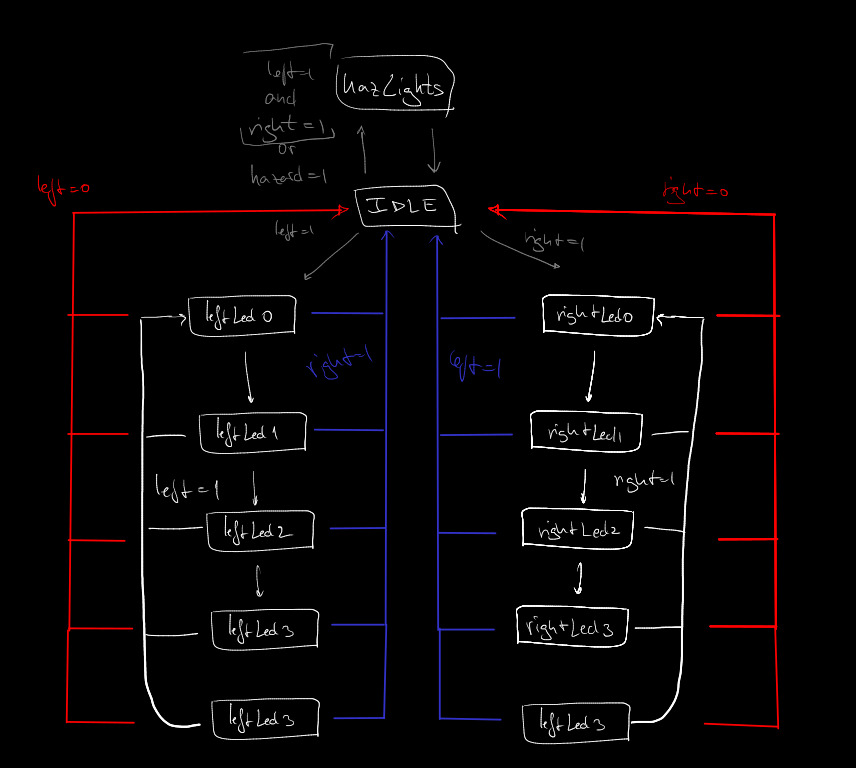 left=1
and
right=1
or
hazard=1
hazLights
left=0
IDLE
right=0
left=1
right=1
leftLed0
rightLed0
right=1
left=1
leftLed1
rightLed1
left=1
right=1
leftLed2
rightLed2
leftLed3
rightLed3
leftLed3
leftLed3